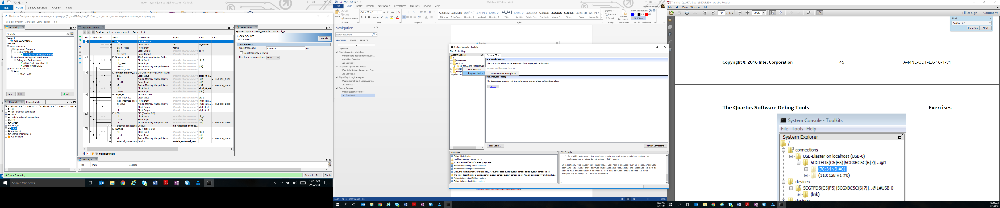 Inbox - ayushi.joshipura@intel.com - Outlook
FILE HOME SEND / RECEIVE FOLDER VIEW
Platform Designer - systemconsole_example.qsys (C:\intelFPGA_lite\17.1\test_lab_system_console\systemconsole_example.qsys)
File Edit System Generate View Tools Help
IP Catalog
JTAG
Project
New Component...
Library
Basic Functions
Bridges and Adaptors
Memory Mapped
JTAG to Avalon Master Bridge
Simulation; Debug and Verification
Debug and Performance
Altera Soft Core JTAG IO
Altera Virtual JTAG
Interface Protocols
Serial
JTAG UART
New... Edit... Add...
Hierarchy Device Family
systemconsole example [systemconsole example.qsys
clk
led_external_connection
reset
switch_external_connection
LED
Switch
altpll_0
clk_0
master_0
onchip_memory2_0
Connections
System Contents
System: systemconsole_example Path: clk_0
Use Connections Name Description Export Clock Base
clk_0 Clock Source
clk_in Clock Input clk exported
clk_in_reset Reset Input reset
clk Clock Output Double-click to export clk_0
clk_reset Reset Output Double-click to export
master_0 JTAG to Avalon Master Bridge
clk Clock Input Double-click to export clk_0
clk_reset Reset Input Double-click to export
master Avalon Memory Mapped Master Double-click to export [clk]
master_reset Reset Output Double-click to export
onchip_memory2_0 On-Chip Memory (RAM or ROM)
clk1 Clock Input Double-click to export altpll_0_c1
s1 Avalon Memory Mapped Slave Double-click to export [clk1] 0x0000_0000
reset1 Reset Input Double-click to export [clk1]
s2 Avalon Memory Mapped Slave Double-click to export [clk2] 0x0000_1000
clk2 Clock Input Double-click to export altpll_0_c0
reset2 Reset Input Double-click to export [clk2]
altpll_0 Avalon ALTPLL
inclk_interface Clock Input Double-click to export clk_0
inclk_interface_reset Reset Input Double-click to export [inclk_inte...
pll_slave Avalon Memory Mapped Slave Double-click to export [inclk_inte... 0x0000_2020
c0 Clock Output Double-click to export altpll_0_c0
c1 Clock Output Double-click to export altpll_0_c1
LED PIO (Parallel I/O)
clk Clock Input Double-click to export clk_0
reset Reset Input Double-click to export [clk]
s1 Avalon Memory Mapped Slave Double-click to export [clk] 0x0000_2010
external_connection Conduit led_external_connec...
Switch PIO (Parallel I/O)
clk Clock Input Double-click to export clk_0
reset Reset Input Double-click to export [clk]
s1 Avalon Memory Mapped Slave Double-click to export [clk] 0x0000_2000
external_connection Conduit switch_external_con...
Current filter:
Messages
Type Path Message
Parameters
System: systemconsole_example Path: clk_0
Clock Source
clock_source
Details
Parameters
Clock frequency: 50000000 Hz
Clock frequency is known
Reset synchronous edges: None
0 Errors, 0 Warnings
Generate HDL... Finish
Search Windows
10:22 AM
2/5/2018
Workshop_0005.docx - Word
FILE HOME INSERT DESIGN PAGE LAYOUT REFERENCES MAILINGS REVIEW VIEW
Joshipura, Ayushi
Cut
Copy
Format Painter
Paste
Calibri (Body) 11
AaBbCcDd AaBbCcDd AaBbC AaBbCc AaBbC AaBbCc AaI AaBbCcD AaBbCcDd AaBbCcDd AaBbCcDd AaBbCcDd AaBbCcDd
¶ Normal ¶ No Spac... Heading 1 Heading 2 Heading 3 Title Subtitle Subtle Em... Emphasis Intense E... Strong Quote Intense Q...
Find
Replace
Select
Protect
Document
Intel Classifications
IC IRS ITS
Not Tagged
Clipboard Font Paragraph Styles Editing ERM Protect One Click Classification
Navigation
Search document
HEADINGS PAGES RESULTS
Objective
Simulation using Modelsim
Why simulate designs for debuggi...
ModelSim Overview
Lab Exercise 1
In-System Signals and Probes
What is In-System Signals and Pro...
Lab Exercise 2
Signal Tap II Logic Analyzer
What is Signal Tap II Logic Analyz...
Lab Exercise 3
System Console
What is System Console?
Lab Exercise 4
Generation
System Console - Toolkits
File Tools Help
System Explorer
/
connections
devices
10M50DA(.|ES)|10M50DC@
designs
design_
scripts
Link device to
Program device
systemconsole_example.sof
Toolkits
ADC Toolkit (Beta)
The ADC Toolkit allows for the evaluation of ADC signal path performance.
No associated hardware detected.
Bus Analyzer (Beta)
The Bus Analyzer provides real-time performance analysis of bus traffic in the system.
Launch
Load Design... Refresh Connections
Messages
Finished initialization
Could not register IService packet
A service named 'packet' is already registered.
Finished discovering JTAG connections
Finished discovering USB connections
Executing startup script C:\intelfpga_lite\17.1\quartus\sopc_builder\system_console\scripts\system_console_rc.tcl
Finished discovering JTAG connections
Finished discovering USB connections
Tcl Console
* To shift arbitrary instruction register and data register values to
instantiated system level debug (SLD) nodes
In addition, the directory <QuartusII Dir>/sopc_builder/system_console/scripts
contains Tcl files that provide miscellaneous utilities and examples of how to
access the functionality provided. You can include those macros in your
scripts by issuing Tcl source commands.
%
PAGE 11 OF 15 1892 WORDS
100%
10:22 AM
2/5/2018
Training_QUARTUS.pdf (SECURED) - Adobe Reader
File Edit View Window Help
164 / 170 200%
Fill & Sign Comment
Find
Signal Tap
Previous Next
Copyright © 2016 Intel Corporation 45 A-MNL-QDT-EX-16-1-v1
The Quartus Software Debug Tools Exercises
System Console - Toolkits
File Tools Help
System Explorer
/
connections
USB-Blaster on localhost (USB-0)
5CGTFD5(C5|F5)|5CGXBC5C(6|7)|..@1
(70:34 v3 #0)
(110:128 v1 #0)
devices
5CGTFD5(C5|F5)|5CGXBC5C(6|7)|..@1#USB-0
(link)
designs
10:22 AM
2/5/2018